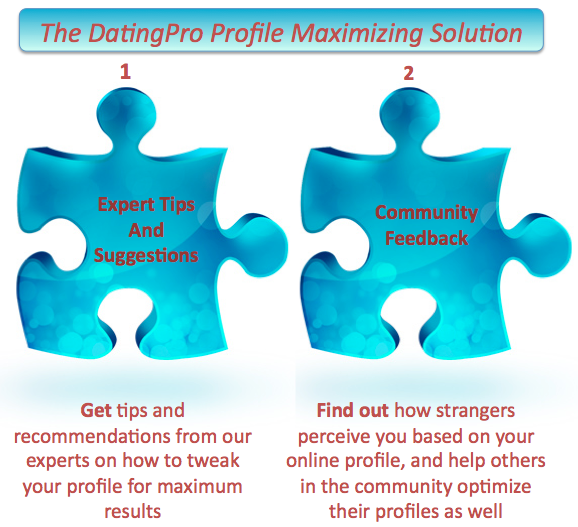 The DatingPro Profile Maximizing Solution
1
2
Expert Tips
And
Suggestions
Community
Feedback
Get tips and
recommendations from our
experts on how to tweak
your profile for maximum
results
Find out how strangers
perceive you based on your
online profile, and help others
in the community optimize
their profiles as well